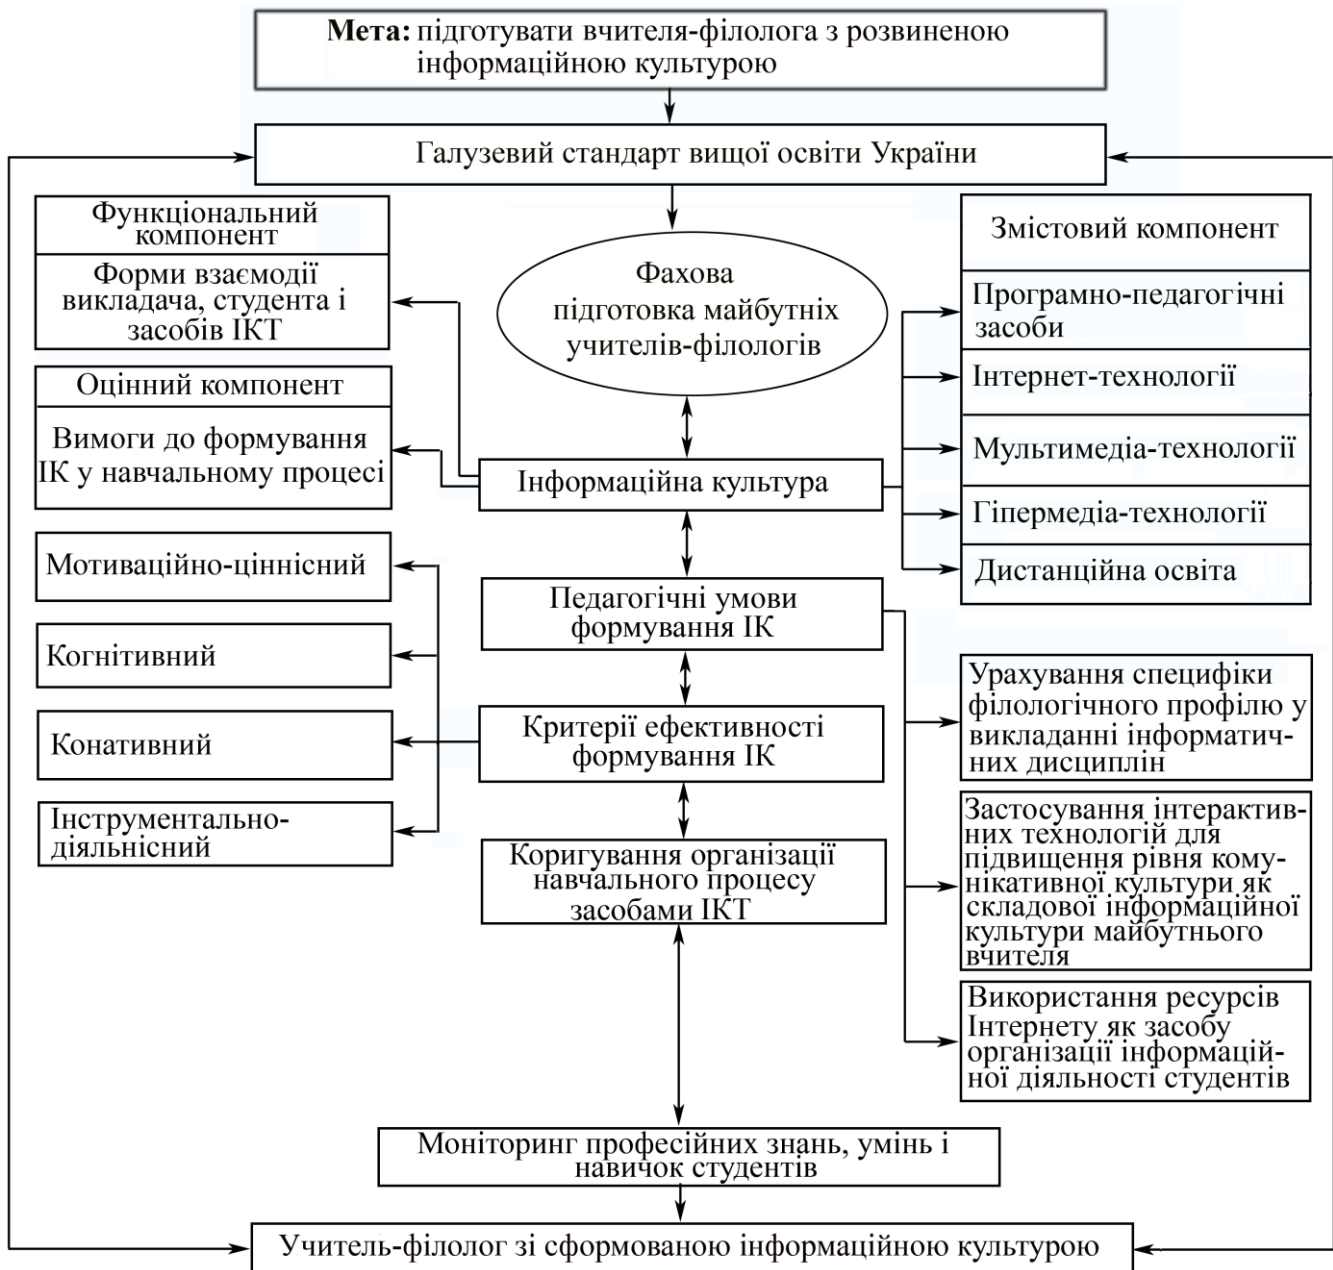 Мета: підготувати вчителя-філолога з розвиненою
інформаційною культурою
Галузевий стандарт вищої освіти України
Функціональний
компонент
Форми взаємодії
викладача, студента і
засобів ІКТ
Оцінний компонент
Вимоги до формування
ІК у навчальному процесі
Мотиваційно-ціннісний
Когнітивний
Конативний
Інструментально-
діяльнісний
Фахова
підготовка майбутніх
учителів-філологів
Інформаційна культура
Педагогічні умови
формування ІК
Критерії ефективності
формування ІК
Коригування організації
навчального процесу
засобами ІКТ
Змістовий компонент
Програмно-педагогічні
засоби
Інтернет-технології
Мультимедіа-технології
Гіпермедіа-технології
Дистанційна освіта
Урахування специфіки
філологічного профілю у
викладанні інформатич-
них дисциплін
Застосування інтерактив-
них технологій для
підвищення рівня кому-
нікативної культури як
складової інформаційної
культури майбутнього
вчителя
Використання ресурсів
Інтернету як засобу
організації інформацій-
ної діяльності студентів
Моніторинг професійних знань, умінь і
навичок студентів
Учитель-філолог зі сформованою інформаційною культурою